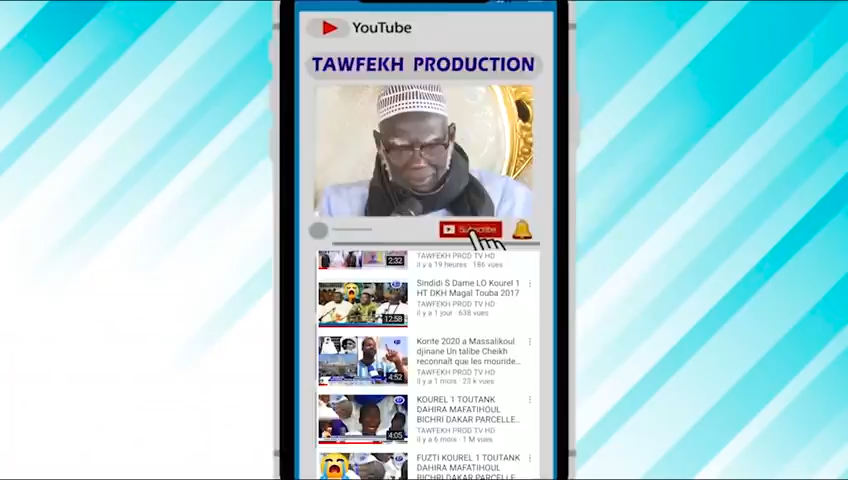 YouTube
TAWFEKH PRODUCTION
Subscribe
2:32
TAWFEKH PROD TV HD
il y a 19 heures · 186 vues
Sindidi S Dame LO Kourel 1
HT DKH Magal Touba 2017
TAWFEKH PROD TV HD
il y a 1 jour · 638 vues
12:58
Konte 2020 a Massalikoul
djinane Un talibe Cheikh
reconnaît que les mouride...
TAWFEKH PROD TV HD
il y a 1 mois · 23 k vues
4:52
KOUREL 1 TOUTANK
DAHIRA MAFATIHOUL
BICHRI DAKAR PARCELLE...
TAWFEKH PROD TV HD
il y a 6 mois · 1 M vues
4:05
FUZTI KOUREL 1 TOUTANK
DAHIRA MAFATIHOUL
BICHRI DAKAR PARCELLE...